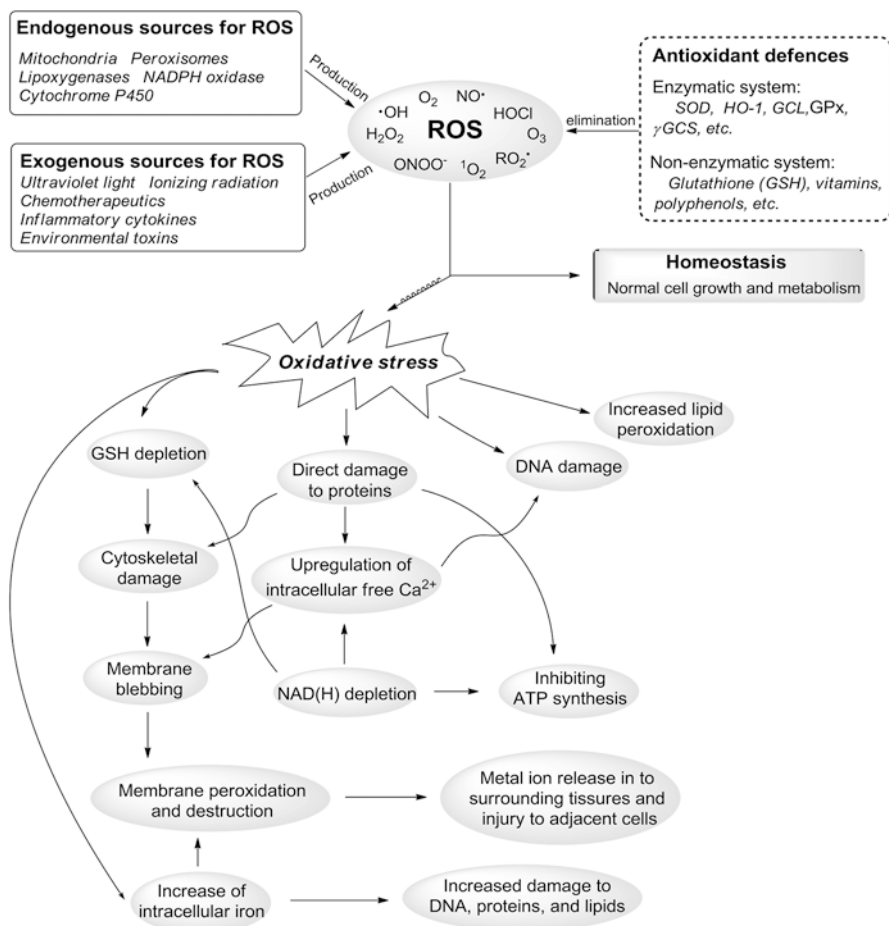 Endogenous sources for ROS
Mitochondria Peroxisomes
Lipoxygenases NADPH oxidase
Cytochrome P450
Production
Exogenous sources for ROS
Ultraviolet light Ionizing radiation
Chemotherapeutics
Inflammatory cytokines
Environmental toxins
Production
O₂ NO•
•OH HOCl
H₂O₂ ROS O₃
ONOO⁻ ¹O₂ RO₂•
elimination
Antioxidant defences
Enzymatic system:
SOD, HO-1, GCL,GPx,
γGCS, etc.
Non-enzymatic system:
Glutathione (GSH), vitamins,
polyphenols, etc.
Homeostasis
Normal cell growth and metabolism
Oxidative stress
Increased lipid
peroxidation
GSH depletion
Direct damage
to proteins
DNA damage
Cytoskeletal
damage
Upregulation of
intracellular free Ca²⁺
Membrane
blebbing
NAD(H) depletion
Inhibiting
ATP synthesis
Membrane peroxidation
and destruction
Metal ion release in to
surrounding tissures and
injury to adjacent cells
Increase of
intracellular iron
Increased damage to
DNA, proteins, and lipids